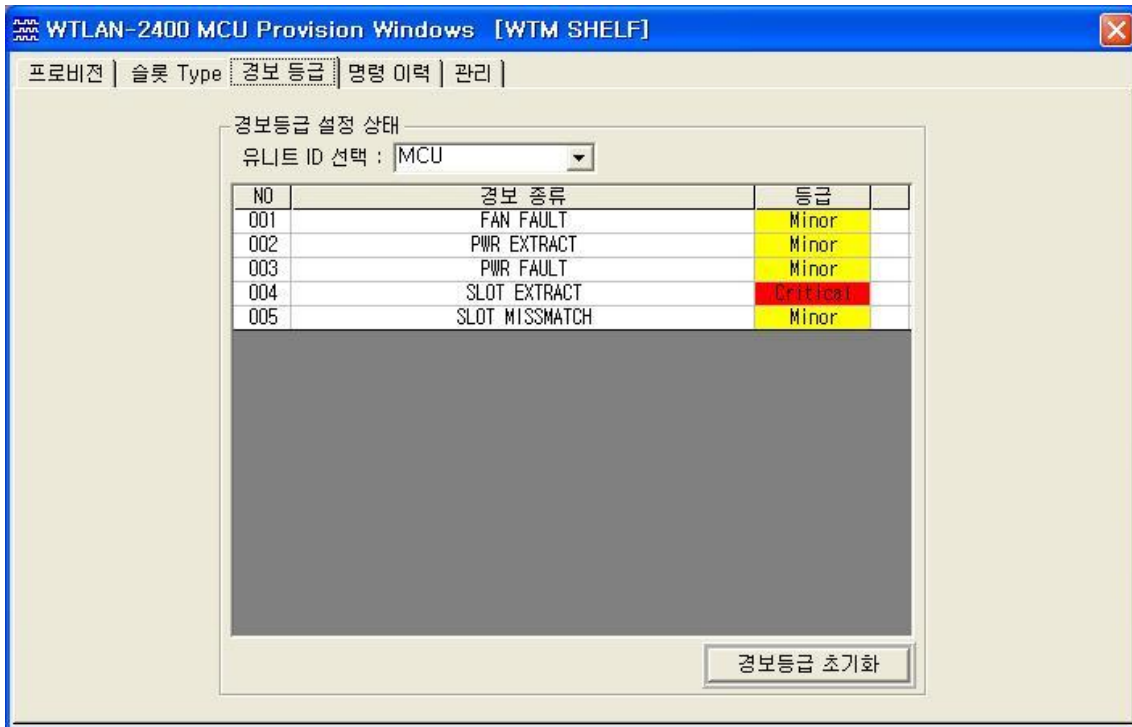 WTLAN-2400 MCU Provision Windows [WTM SHELF]
프로비전 슬롯 Type 경보 등급 명령 이력 관리
경보등급 설정 상태
유니트 ID 선택 : MCU
NO 경보 종류 등급
001 FAN FAULT Minor
002 PWR EXTRACT Minor
003 PWR FAULT Minor
004 SLOT EXTRACT Critical
005 SLOT MISSMATCH Minor
경보등급 초기화